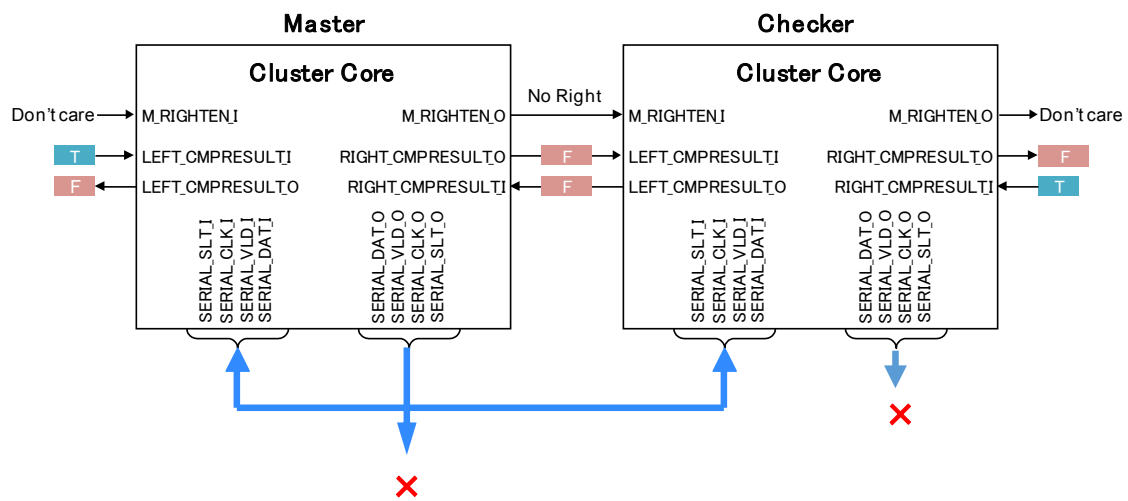 Master Checker
Cluster Core Cluster Core
Don't care M_RIGHTEN_I M_RIGHTEN_O No Right M_RIGHTEN_I M_RIGHTEN_O Don't care
T LEFT_CMPRESULT_I RIGHT_CMPRESULT_O F LEFT_CMPRESULT_I RIGHT_CMPRESULT_O F
F LEFT_CMPRESULT_O RIGHT_CMPRESULT_I F LEFT_CMPRESULT_O RIGHT_CMPRESULT_I T
SERIAL_SLT_I
SERIAL_CLK_I
SERIAL_VLD_I
SERIAL_DAT_I
SERIAL_DAT_O
SERIAL_VLD_O
SERIAL_CLK_O
SERIAL_SLT_O
SERIAL_SLT_I
SERIAL_CLK_I
SERIAL_VLD_I
SERIAL_DAT_I
SERIAL_DAT_O
SERIAL_VLD_O
SERIAL_CLK_O
SERIAL_SLT_O